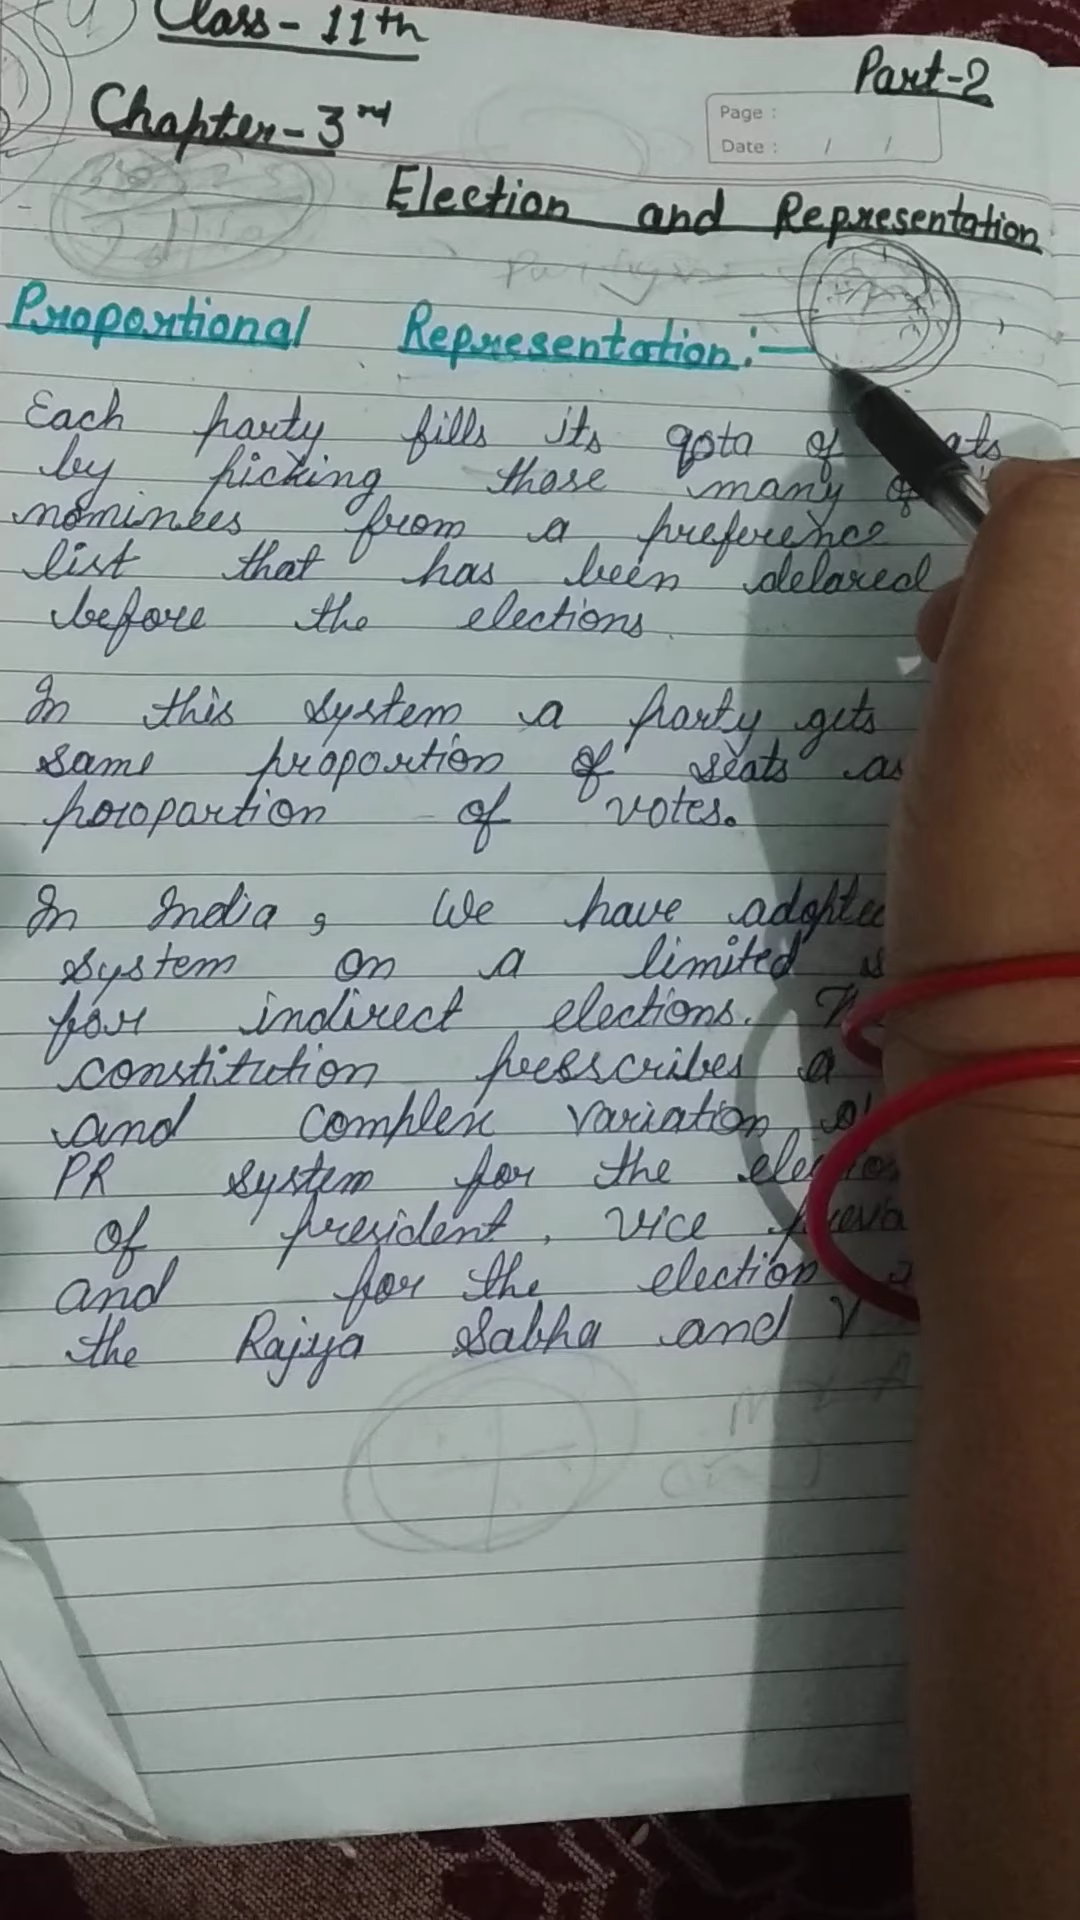 Class - 11th
Part-2
Chapter - 3rd
Page :
Date : / /
Election and Representation
Proportional Representation :-
Each party fills its qota of
by picking those many
nominees from a preference
list that has been delared
before the elections.
In this system a party gets
same proportion of seats as
poropartion of votes.
In India, We have
system on a limited
for indirect elections.
constitution presscribes a
and complex variation
PR system for the
of president, vice
and for the election
the Rajya Sabha and